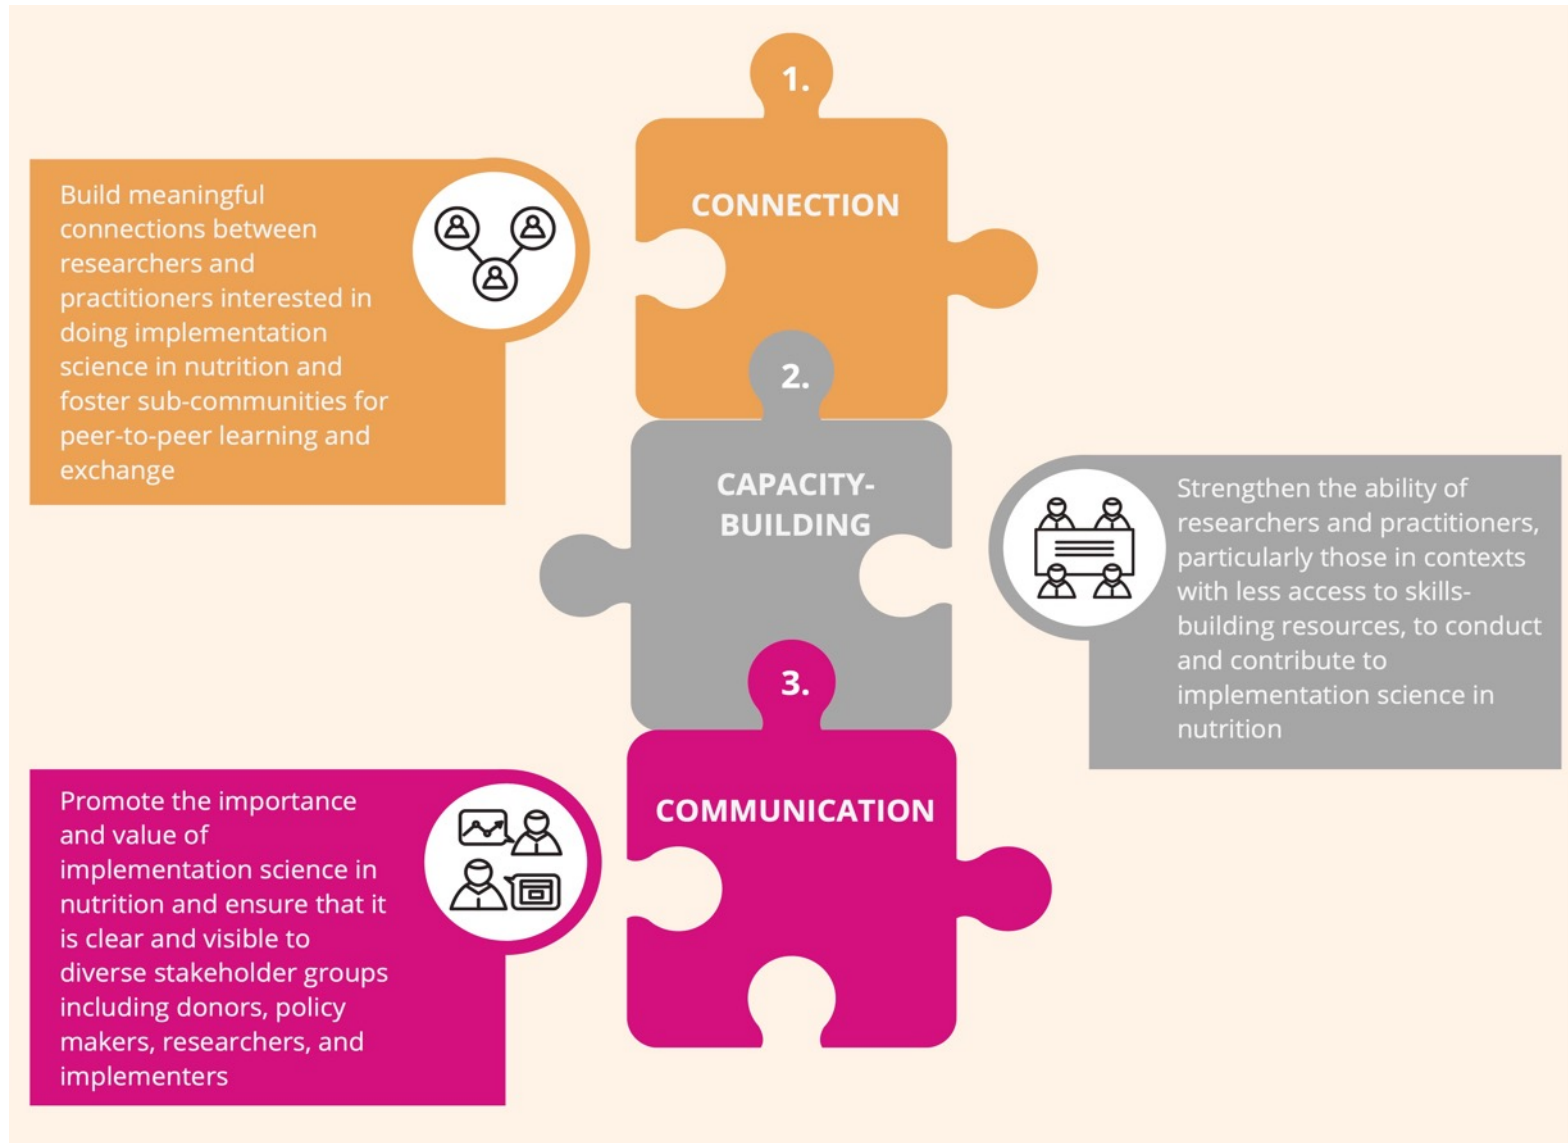 1.
CONNECTION
Build meaningful
connections between
researchers and
practitioners interested in
doing implementation
science in nutrition and
foster sub-communities for
peer-to-peer learning and
exchange
2.
CAPACITY-
BUILDING
Strengthen the ability of
researchers and practitioners,
particularly those in contexts
with less access to skills-
building resources, to conduct
and contribute to
implementation science in
nutrition
3.
COMMUNICATION
Promote the importance
and value of
implementation science in
nutrition and ensure that it
is clear and visible to
diverse stakeholder groups
including donors, policy
makers, researchers, and
implementers